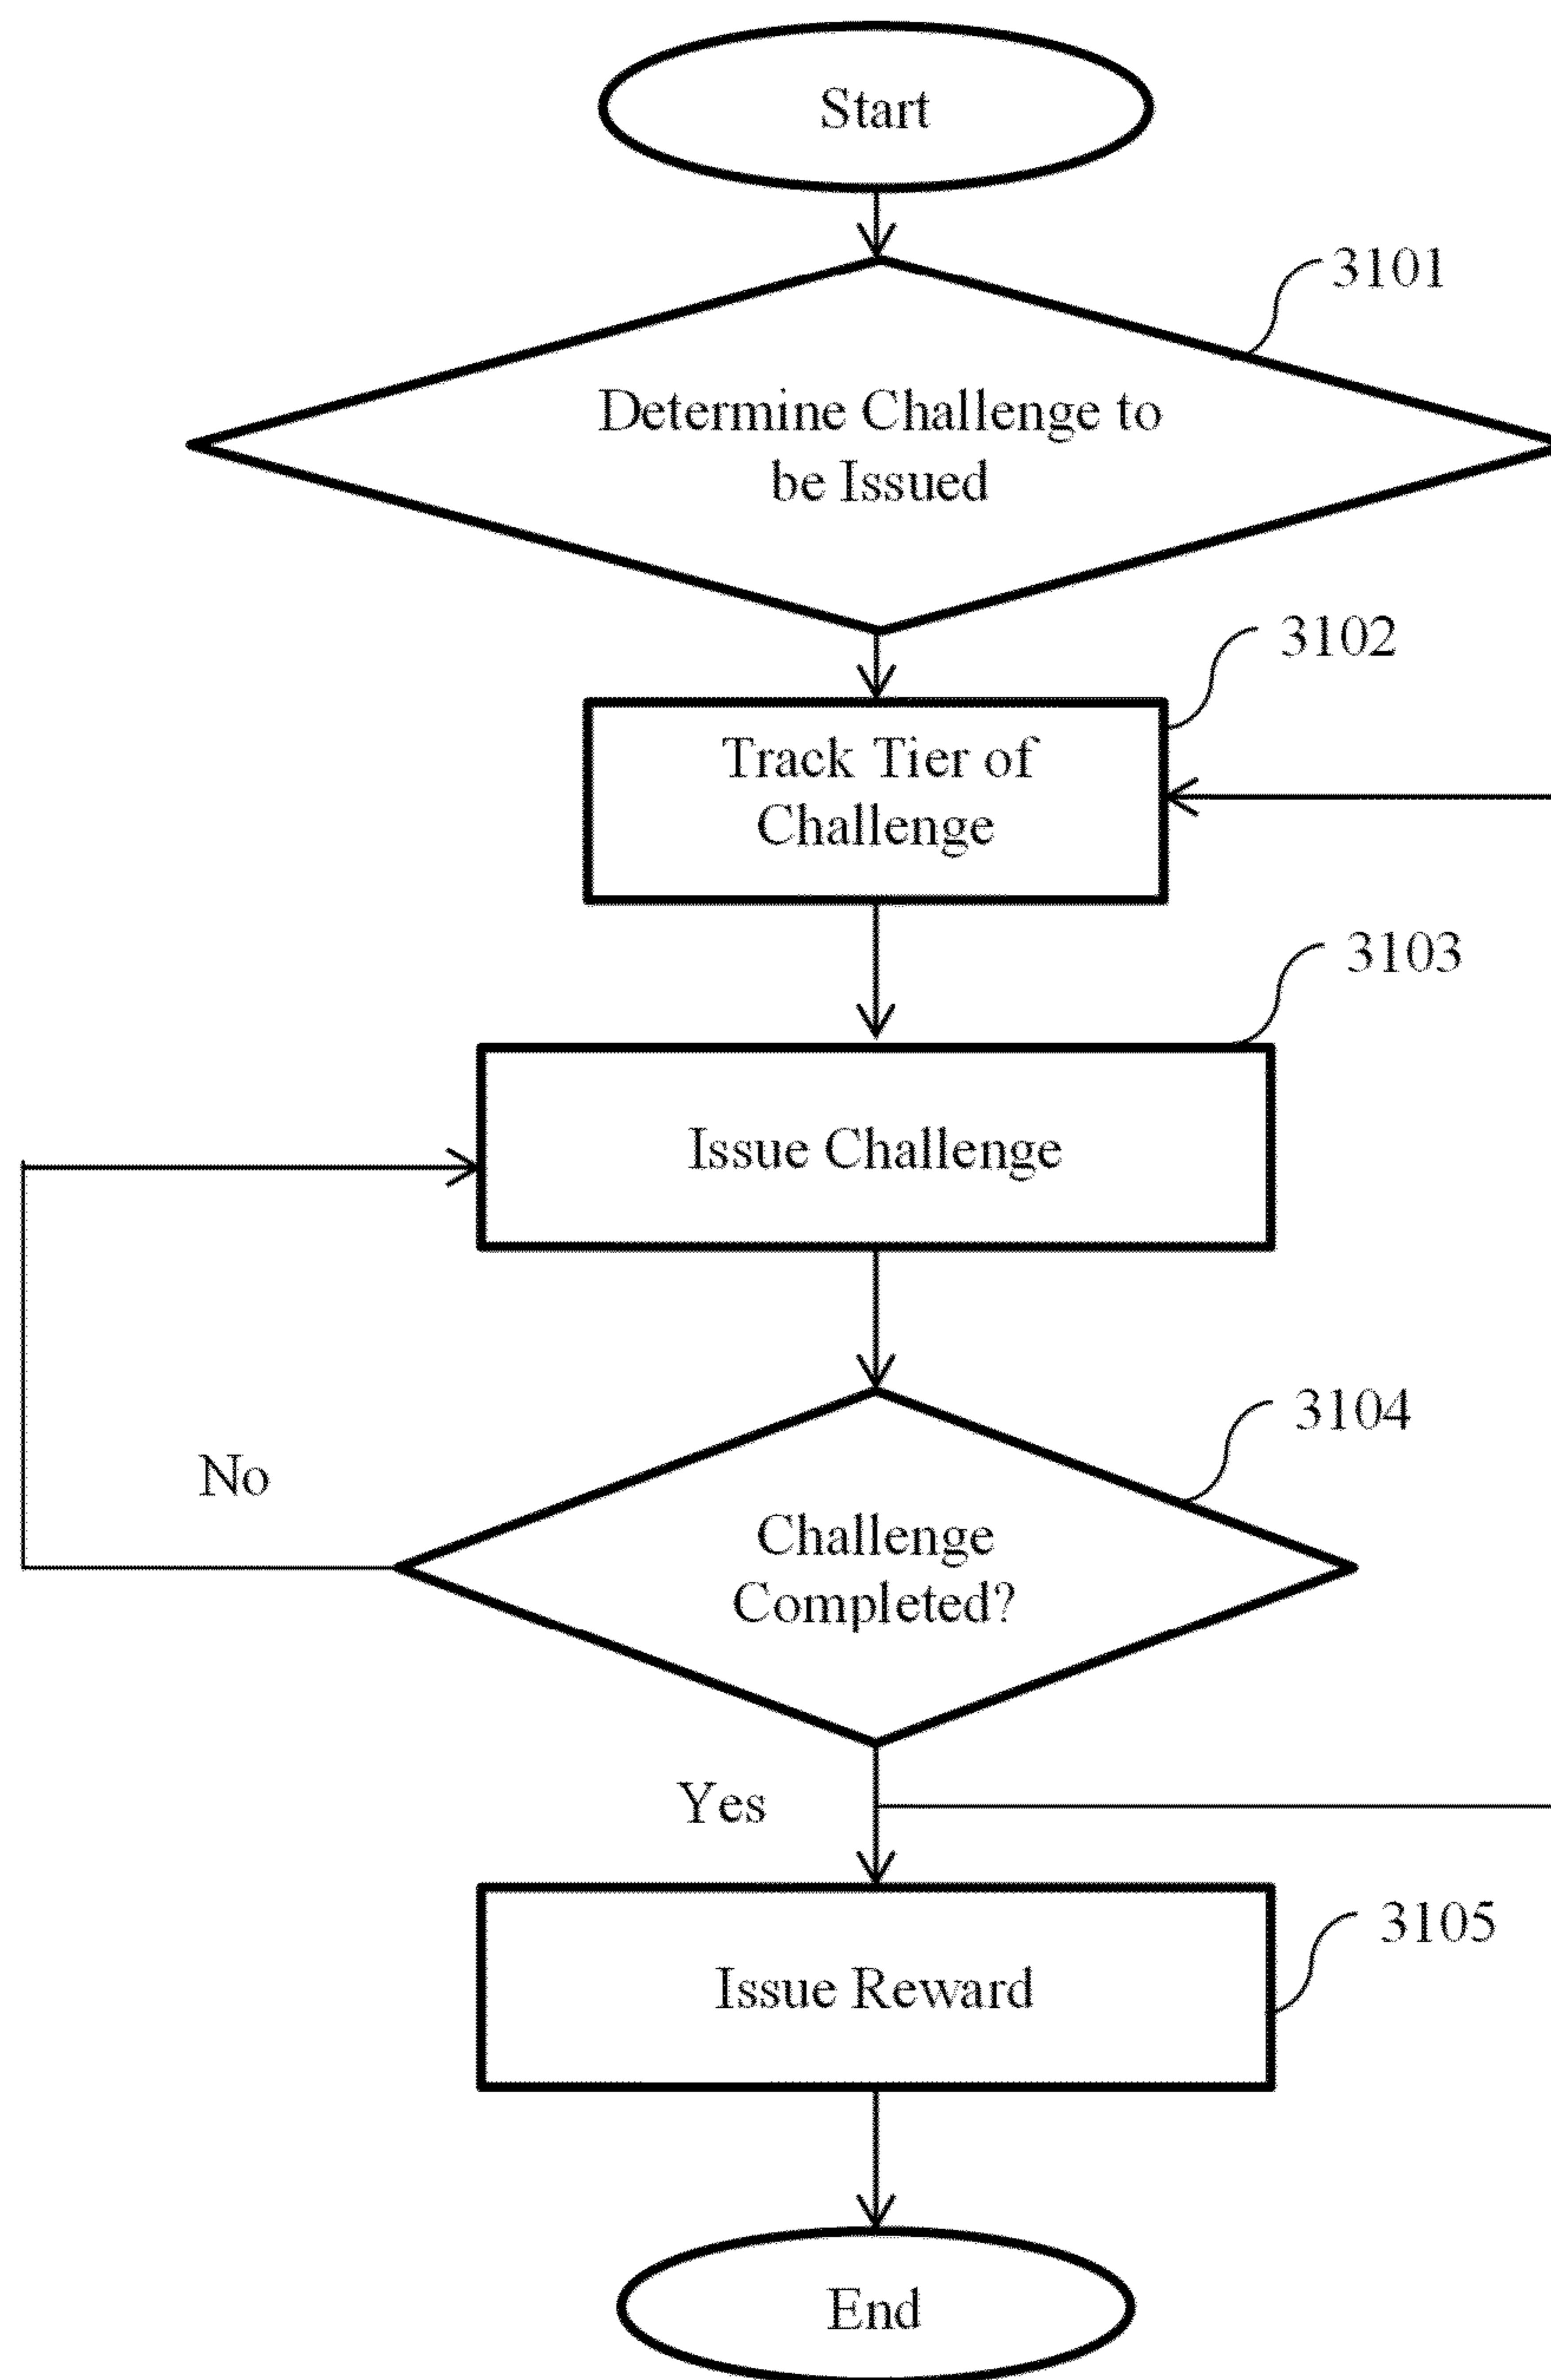 Start
3101
Determine Challenge to
be Issued
3102
Track Tier of
Challenge
3103
Issue Challenge
3104
No
Challenge
Completed?
Yes
3105
Issue Reward
End